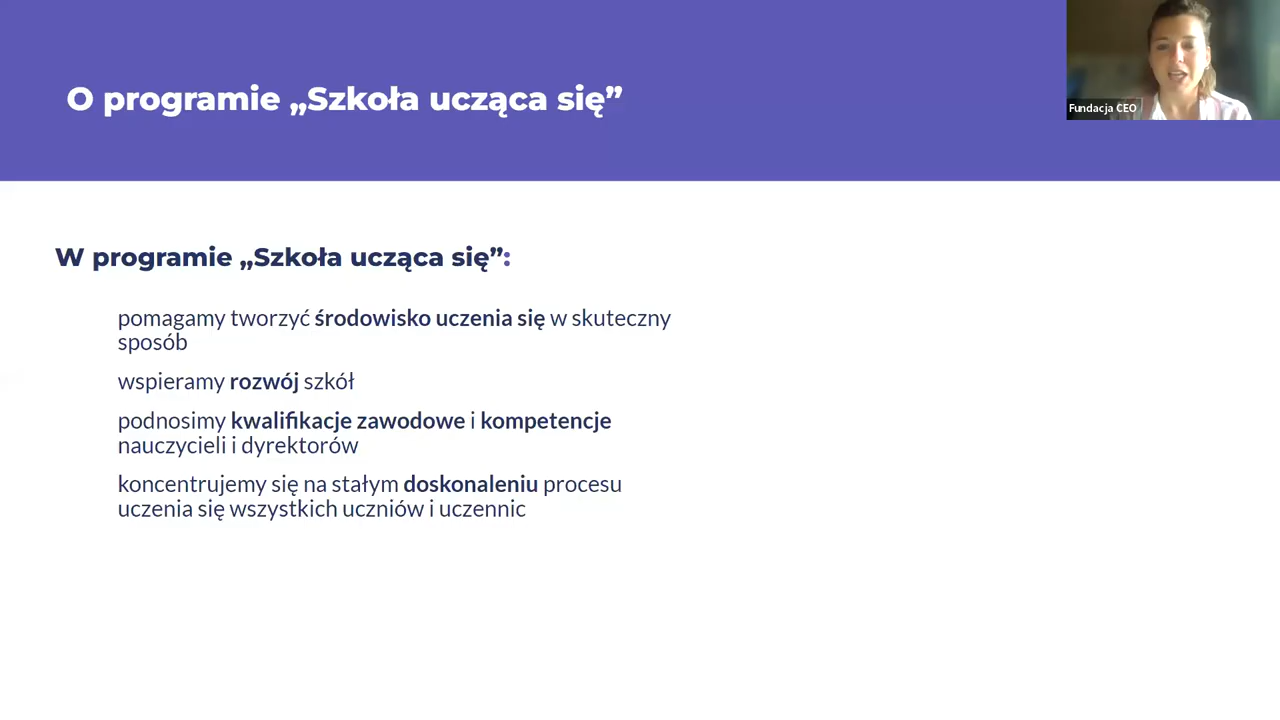 O programie „Szkoła ucząca się”
Fundacja CEO
W programie „Szkoła ucząca się”:
pomagamy tworzyć środowisko uczenia się w skuteczny
sposób
wspieramy rozwój szkół
podnosimy kwalifikacje zawodowe i kompetencje
nauczycieli i dyrektorów
koncentrujemy się na stałym doskonaleniu procesu
uczenia się wszystkich uczniów i uczennic